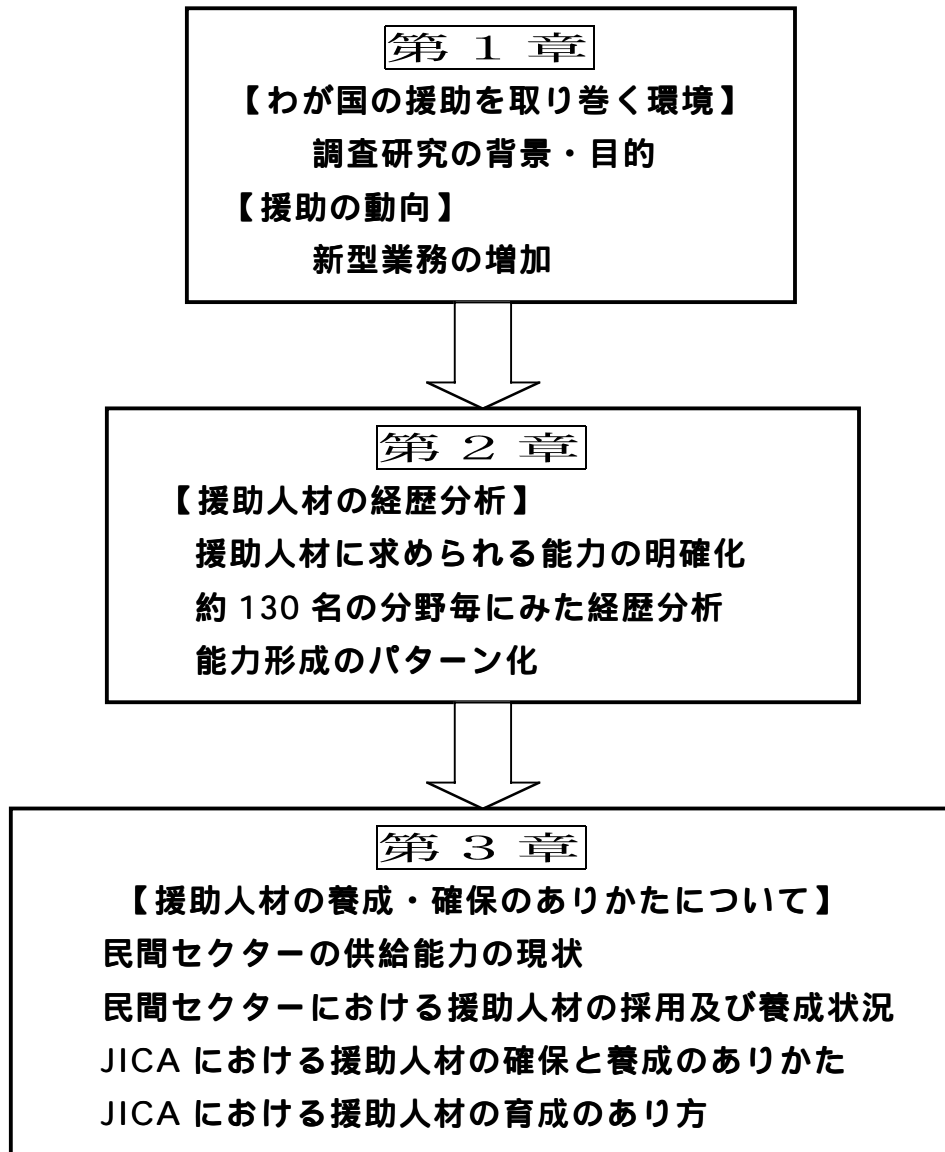 第 1 章
【わが国の援助を取り巻く環境】
調査研究の背景・目的
【援助の動向】
新型業務の増加
第 2 章
【援助人材の経歴分析】
援助人材に求められる能力の明確化
約 130 名の分野毎にみた経歴分析
能力形成のパターン化
第 3 章
【援助人材の養成・確保のありかたについて】
民間セクターの供給能力の現状
民間セクターにおける援助人材の採用及び養成状況
JICA における援助人材の確保と養成のありかた
JICA における援助人材の育成のあり方